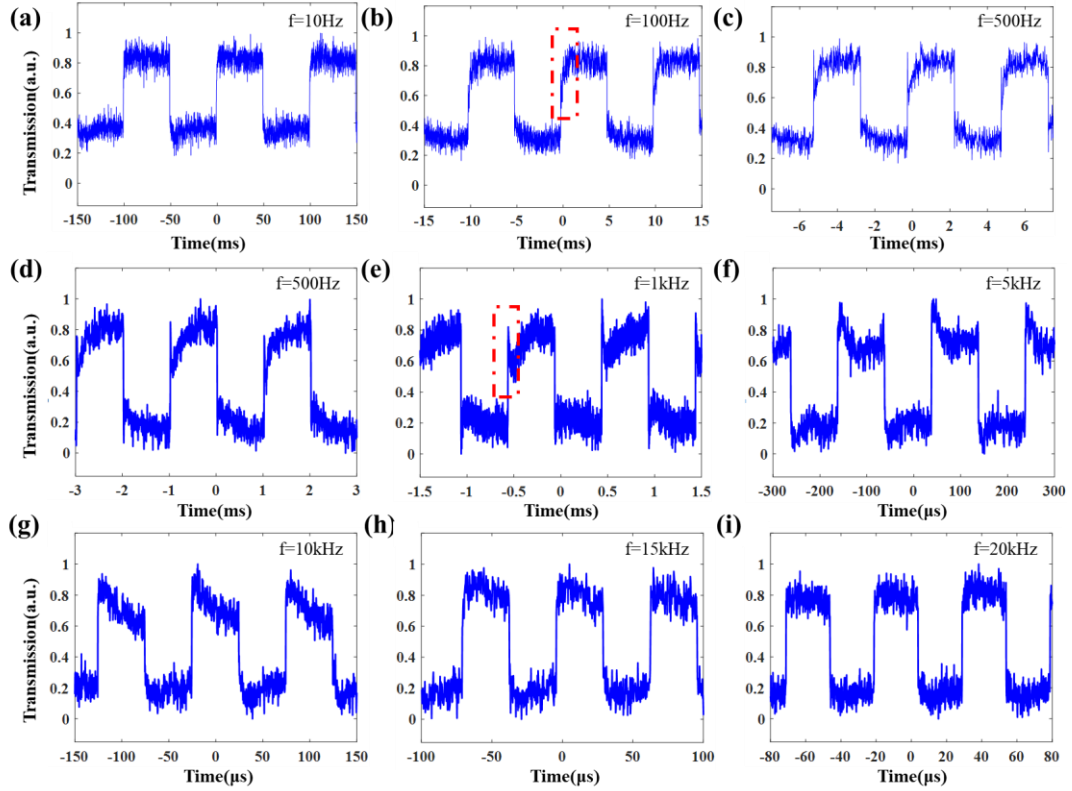 (a) f=10Hz (b) f=100Hz (c) f=500Hz
1 1 1
0.8 0.8 0.8
0.6 0.6 0.6
0.4 0.4 0.4
0.2 0.2 0.2
0 0 0
Transmission(a.u.)
-150 -100 -50 0 50 100 150 -15 -10 -5 0 5 10 15 -6 -4 -2 0 2 4 6
Time(ms) Time(ms) Time(ms)
(d) f=500Hz (e) f=1kHz (f) f=5kHz
1 1 1
0.8 0.8 0.8
0.6 0.6 0.6
0.4 0.4 0.4
0.2 0.2 0.2
0 0 0
Transmission(a.u.)
-3 -2 -1 0 1 2 3 -1.5 -1 -0.5 0 0.5 1 1.5 -300 -200 -100 0 100 200 300
Time(ms) Time(ms) Time(μs)
(g) f=10kHz (h) f=15kHz (i) f=20kHz
1 1 1
0.8 0.8 0.8
0.6 0.6 0.6
0.4 0.4 0.4
0.2 0.2 0.2
0 0 0
Transmission(a.u.)
-150 -100 -50 0 50 100 150 -100 -50 0 50 100 -80 -60 -40 -20 0 20 40 60 80
Time(μs) Time(μs) Time(μs)